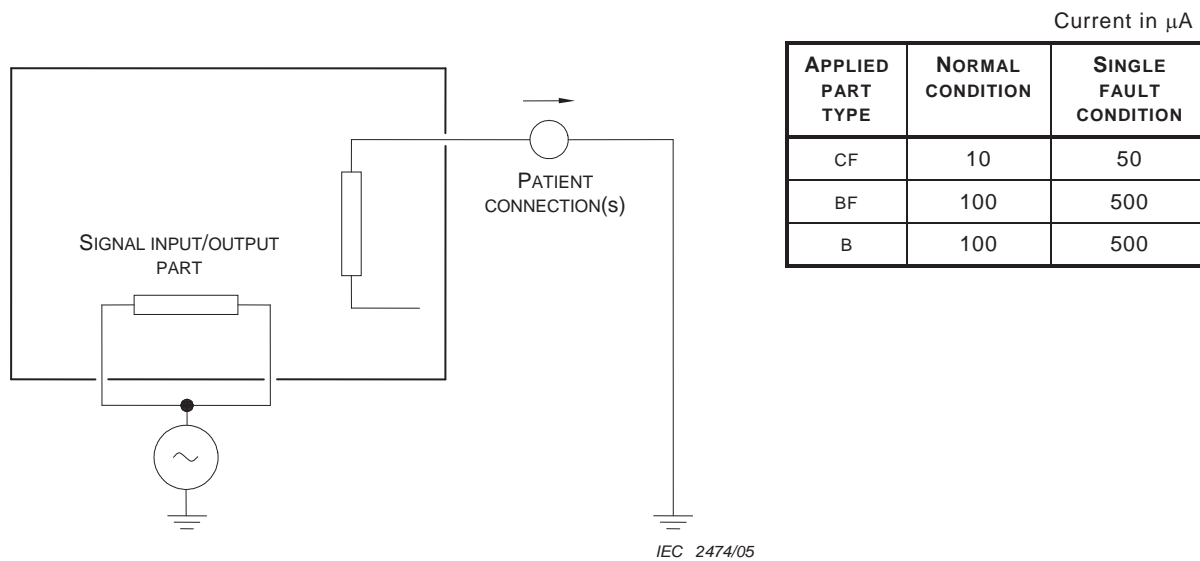 Current in μA
APPLIED PART TYPE NORMAL CONDITION SINGLE FAULT CONDITION
CF 10 50
BF 100 500
B 100 500
PATIENT
CONNECTION(S)
SIGNAL INPUT/OUTPUT
PART
IEC 2474/05